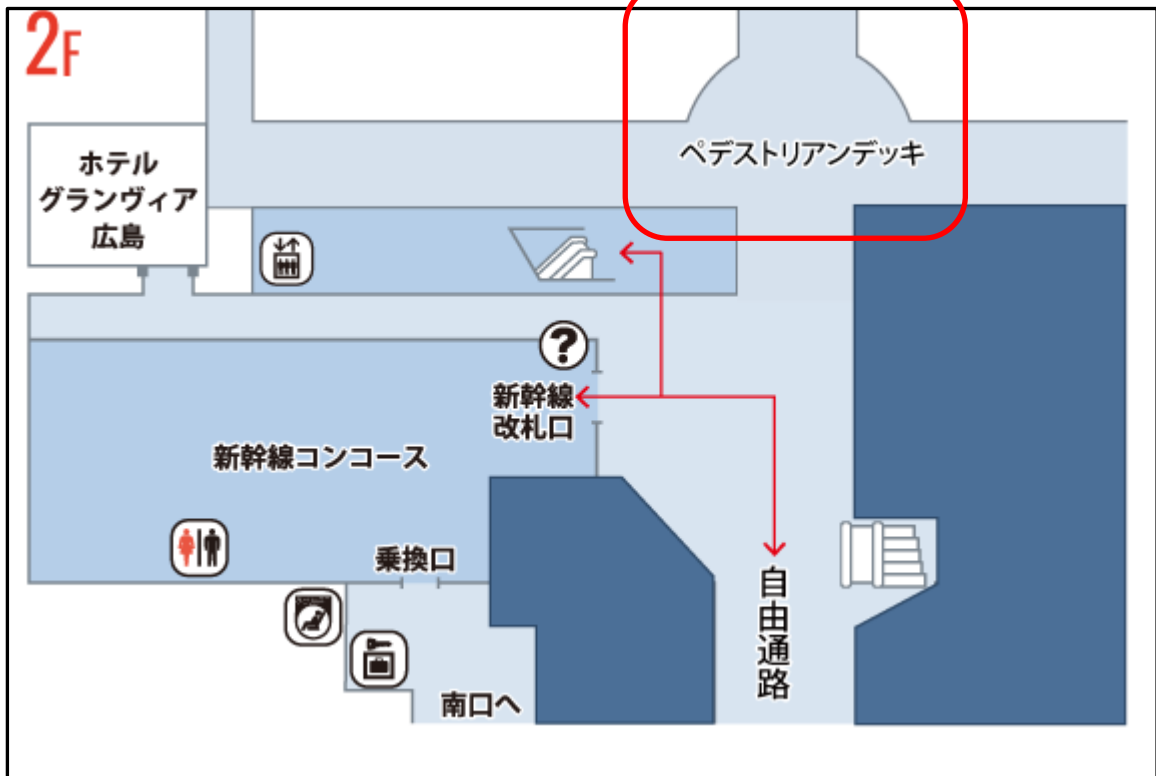 2F
ホテル
グランヴィア
広島
ペデストリアンデッキ
?
新幹線
改札口
新幹線コンコース
乗換口
自由通路
南口へ